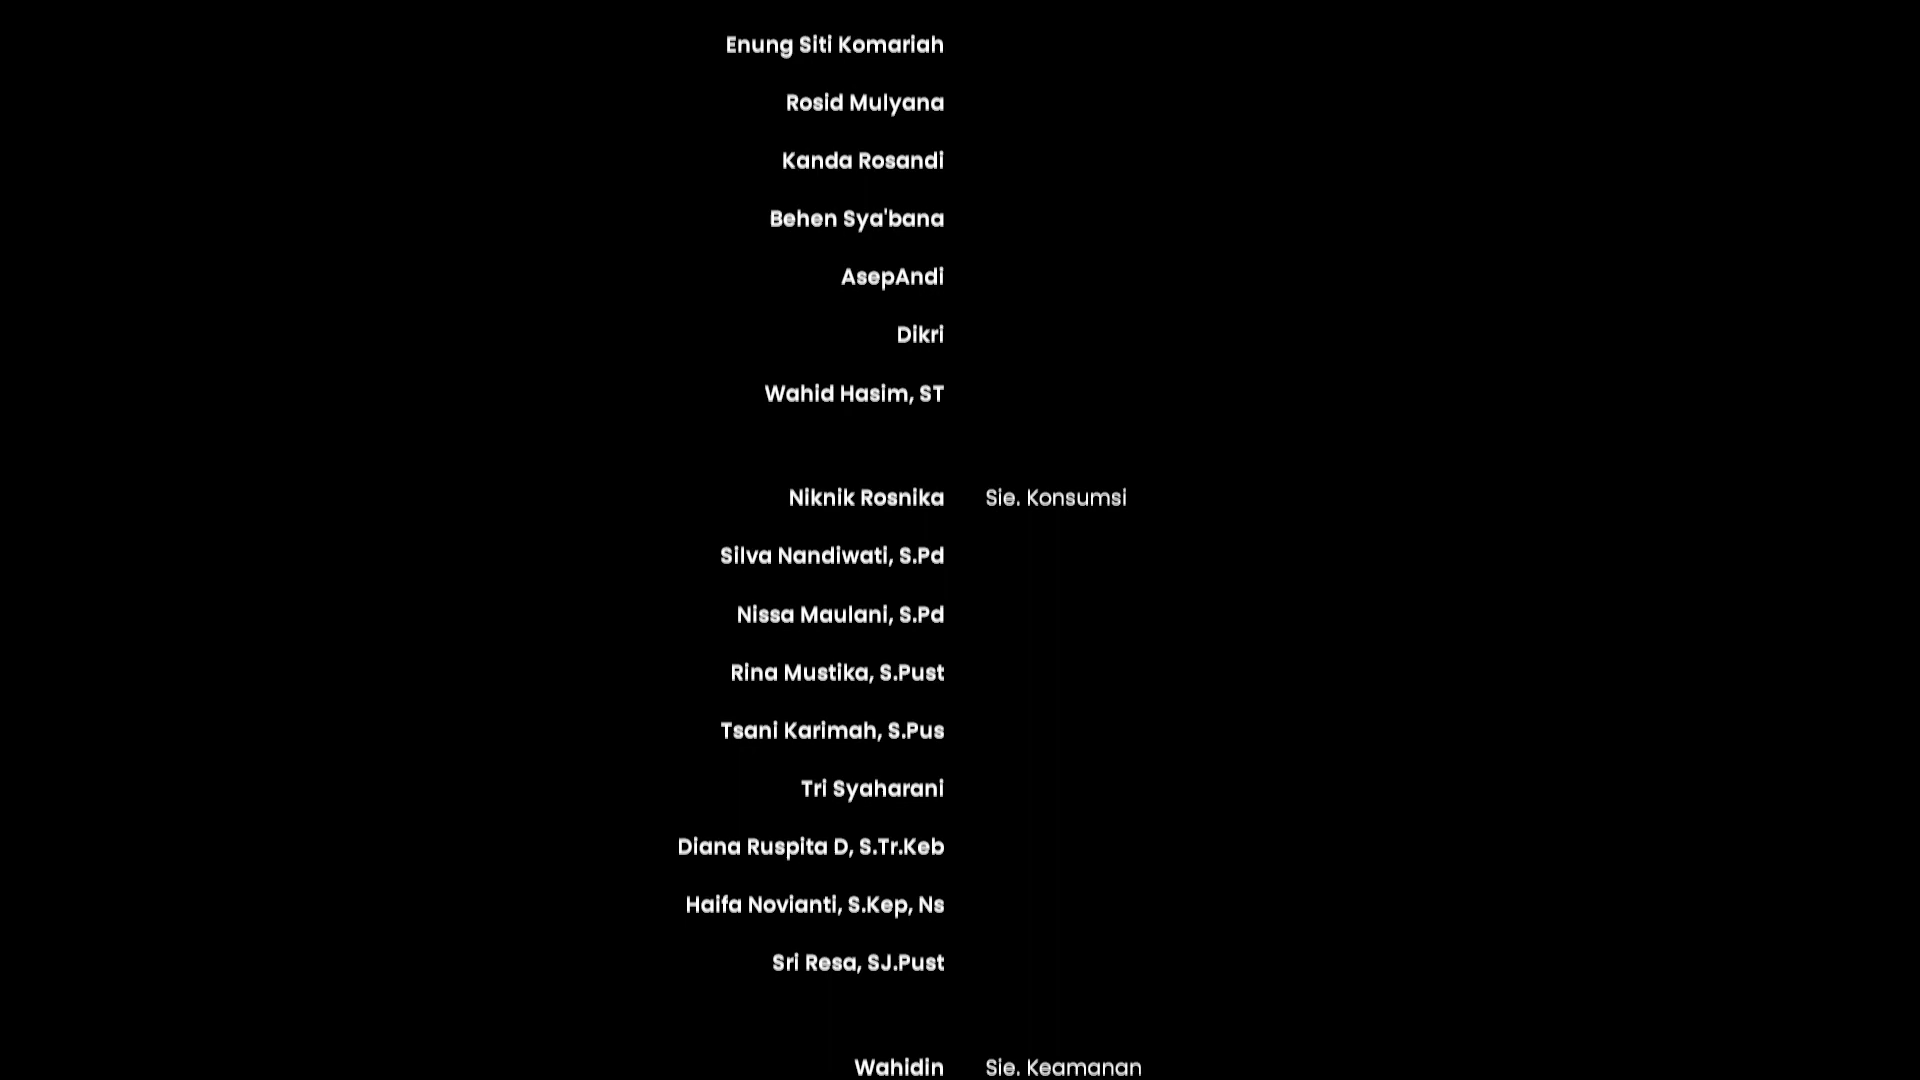 Enung Siti Komariah
Rosid Mulyana
Kanda Rosandi
Behen Sya'bana
AsepAndi
Dikri
Wahid Hasim, ST
Niknik Rosnika Sie. Konsumsi
Silva Nandiwati, S.Pd
Nissa Maulani, S.Pd
Rina Mustika, S.Pust
Tsani Karimah, S.Pus
Tri Syaharani
Diana Ruspita D, S.Tr.Keb
Haifa Novianti, S.Kep, Ns
Sri Resa, SJ.Pust
Wahidin Sie. Keamanan